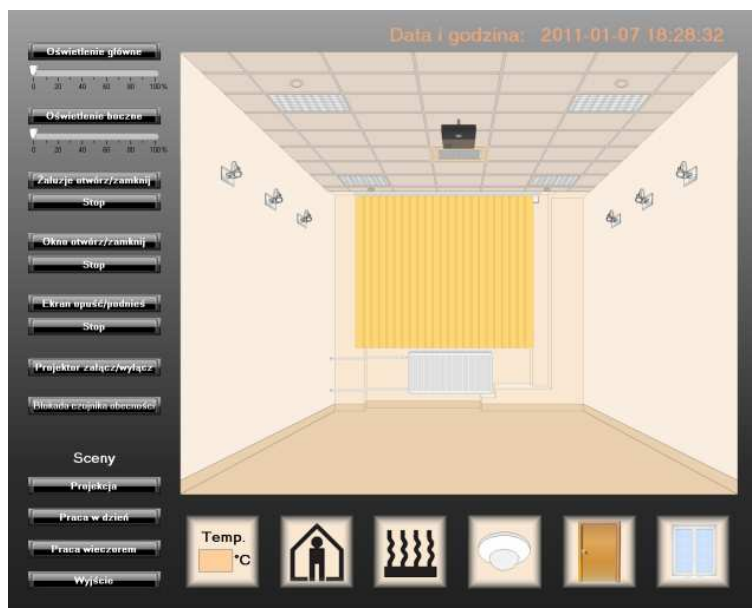 Data i godzina: 2011-01-07 18:28:32
Oświetlenie główne
0 20 40 60 80 100%
Oświetlenie boczne
0 20 40 60 80 100%
Żaluzje otwórz/zamknij
Stop
Okno otwórz/zamknij
Stop
Ekran opuść/podnieś
Stop
Projektor załącz/wyłącz
Blokada czujnika obecności
Sceny
Projekcja
Praca w dzień
Praca wieczorem
Wyjście
Temp.
°C